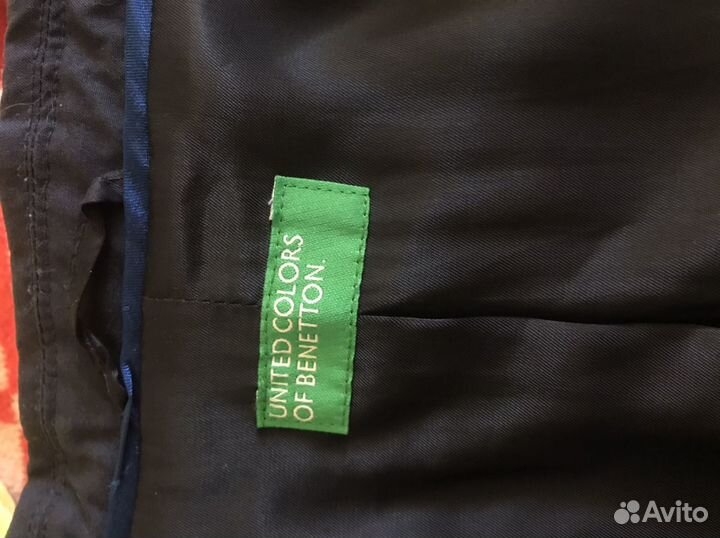 UNITED COLORS
OF BENETTON.
Avito